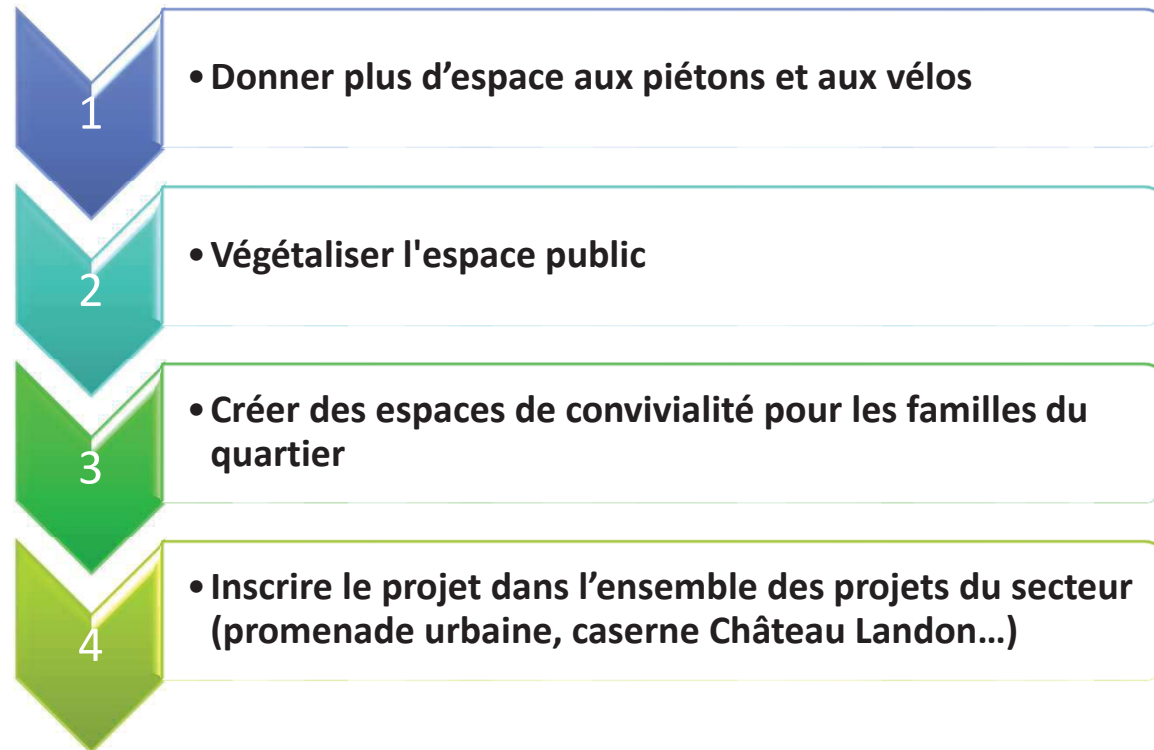 1
• Donner plus d’espace aux piétons et aux vélos
2
• Végétaliser l'espace public
3
• Créer des espaces de convivialité pour les familles du
quartier
4
• Inscrire le projet dans l’ensemble des projets du secteur
(promenade urbaine, caserne Château Landon…)